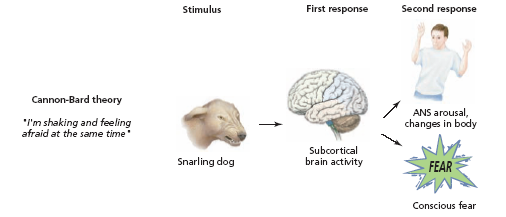 Stimulus
First response
Second response
Cannon-Bard theory
"I'm shaking and feeling
afraid at the same time"
Snarling dog
Subcortical
brain activity
ANS arousal,
changes in body
FEAR
Conscious fear